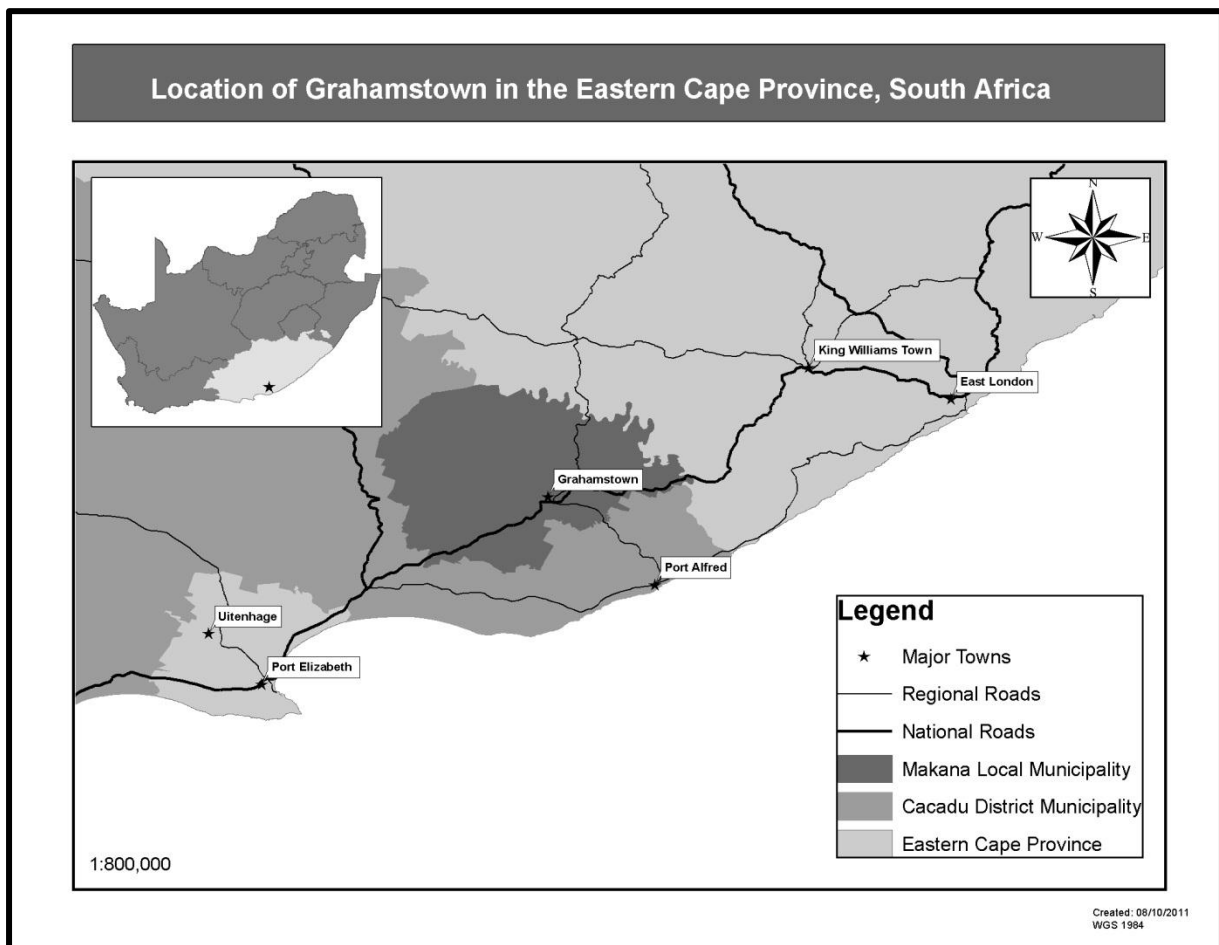 Location of Grahamstown in the Eastern Cape Province, South Africa
N
W
E
S
King Williams Town
East London
Grahamstown
Port Alfred
Uitenhage
Port Elizabeth
Legend
Major Towns
Regional Roads
National Roads
Makana Local Municipality
Cacadu District Municipality
Eastern Cape Province
1:800,000
Created: 08/10/2011
WGS 1984